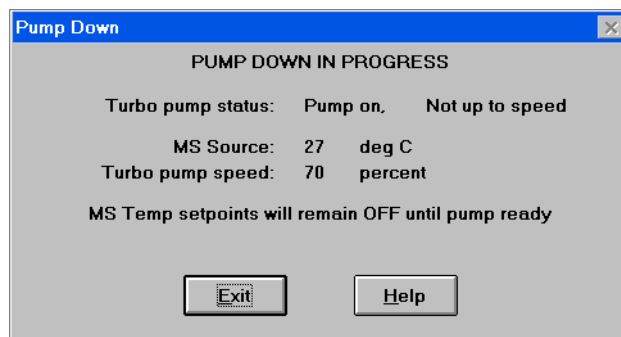 Pump Down
PUMP DOWN IN PROGRESS
Turbo pump status: Pump on, Not up to speed
MS Source: 27 deg C
Turbo pump speed: 70 percent
MS Temp setpoints will remain OFF until pump ready
Exit Help